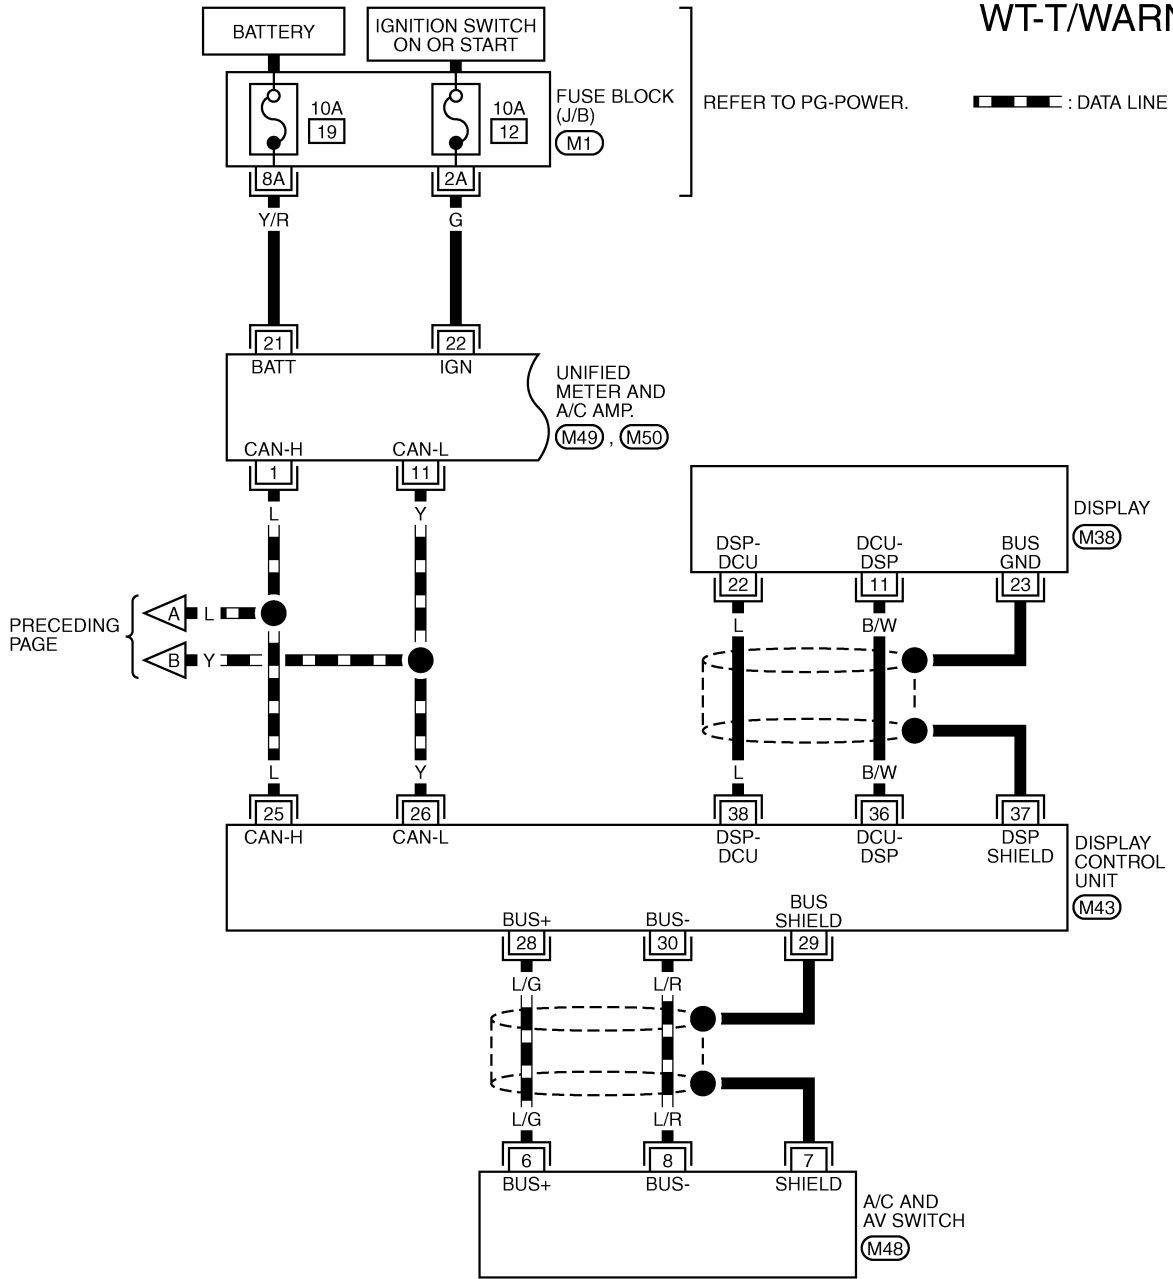 WT-T/WARN
BATTERY
IGNITION SWITCH
ON OR START
10A
19
10A
12
FUSE BLOCK
(J/B)
M1
REFER TO PG-POWER.
: DATA LINE
8A
2A
Y/R
G
21
22
BATT
IGN
UNIFIED
METER AND
A/C AMP.
M49 , M50
CAN-H
CAN-L
1
11
L
Y
DISPLAY
M38
DSP-
DCU
DCU-
DSP
BUS
GND
22
11
23
L
B/W
PRECEDING
PAGE
A
L
B
Y
L
Y
L
B/W
25
26
38
36
37
CAN-H
CAN-L
DSP-
DCU
DCU-
DSP
DSP
SHIELD
DISPLAY
CONTROL
UNIT
M43
BUS+
BUS-
BUS
SHIELD
28
30
29
L/G
L/R
L/G
L/R
6
8
7
BUS+
BUS-
SHIELD
A/C AND
AV SWITCH
M48